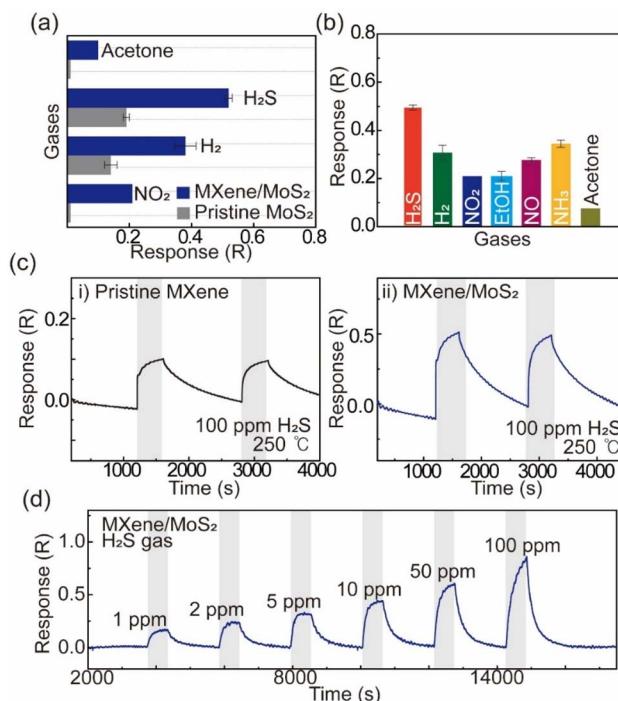 (a)
Acetone
H₂S
H₂
NO₂
MXene/MoS₂
Pristine MoS₂
Gases
0.2 0.4 0.6 0.8
Response (R)
(b)
Response (R)
0.8
0.6
0.4
0.2
0.0
H₂S
H₂
NO₂
EtOH
NO
NH₃
Acetone
Gases
(c)
i) Pristine MXene
Response (R)
0.2
0.0
100 ppm H₂S
250 ℃
1000 2000 3000 4000
Time (s)
ii) MXene/MoS₂
Response (R)
0.5
0.0
100 ppm H₂S
250 ℃
1000 2000 3000 4000
Time (s)
(d)
MXene/MoS₂
H₂S gas
Response (R)
1.0
0.5
0.0
1 ppm
2 ppm
5 ppm
10 ppm
50 ppm
100 ppm
2000 8000 14000
Time (s)